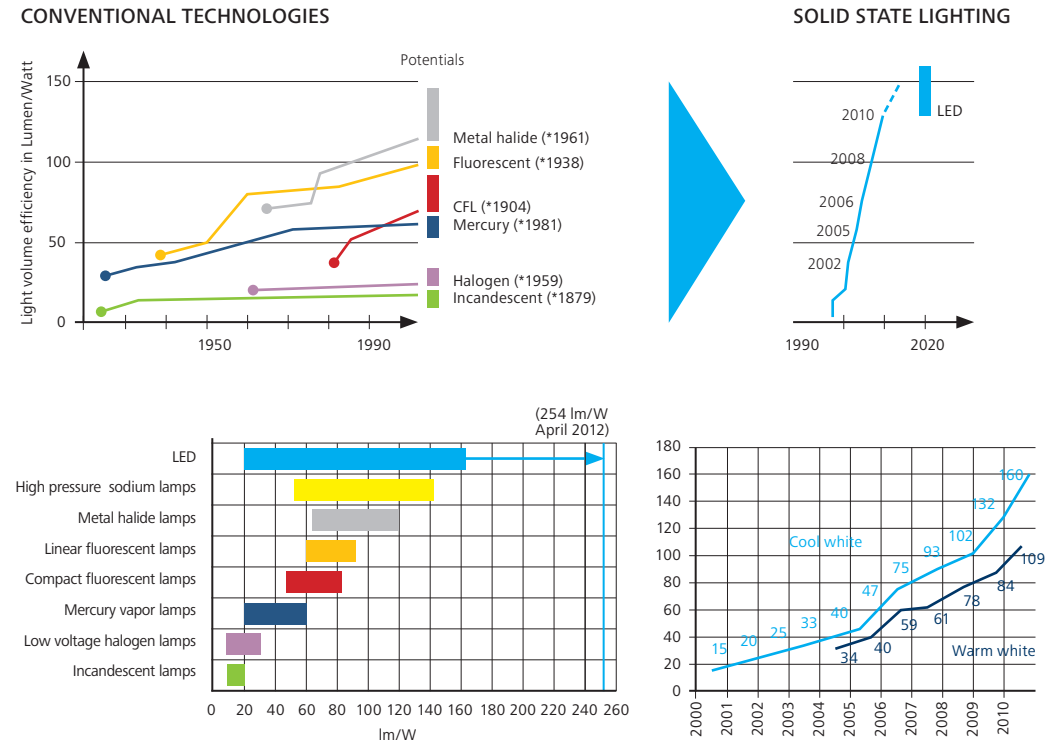 CONVENTIONAL TECHNOLOGIES
Light volume efficiency in Lumen/Watt
150
100
50
0
1950
1990
Potentials
Metal halide (*1961)
Fluorescent (*1938)
CFL (*1904)
Mercury (*1981)
Halogen (*1959)
Incandescent (*1879)
SOLID STATE LIGHTING
2010
LED
2008
2006
2005
2002
1990
2020
(254 lm/W
April 2012)
LED
High pressure sodium lamps
Metal halide lamps
Linear fluorescent lamps
Compact fluorescent lamps
Mercury vapor lamps
Low voltage halogen lamps
Incandescent lamps
0 20 40 60 80 100 120 140 160 180 200 220 240 260
lm/W
180
160
140
120
100
80
60
40
20
0
Cool white
15
20
25
33
40
47
75
93
102
132
160
34
40
59
61
78
84
109
Warm white
2000
2001
2002
2003
2004
2005
2006
2007
2008
2009
2010